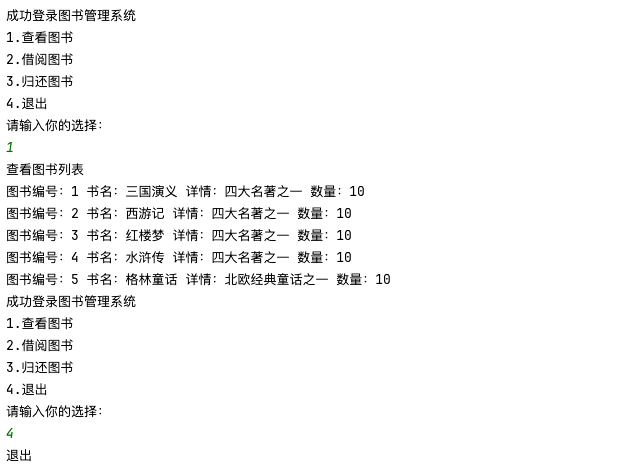 成功登录图书管理系统
1.查看图书
2.借阅图书
3.归还图书
4.退出
请输入你的选择:
1
查看图书列表
图书编号: 1 书名: 三国演义 详情: 四大名著之一 数量: 10
图书编号: 2 书名: 西游记 详情: 四大名著之一 数量: 10
图书编号: 3 书名: 红楼梦 详情: 四大名著之一 数量: 10
图书编号: 4 书名: 水浒传 详情: 四大名著之一 数量: 10
图书编号: 5 书名: 格林童话 详情: 北欧经典童话之一 数量: 10
成功登录图书管理系统
1.查看图书
2.借阅图书
3.归还图书
4.退出
请输入你的选择:
4
退出